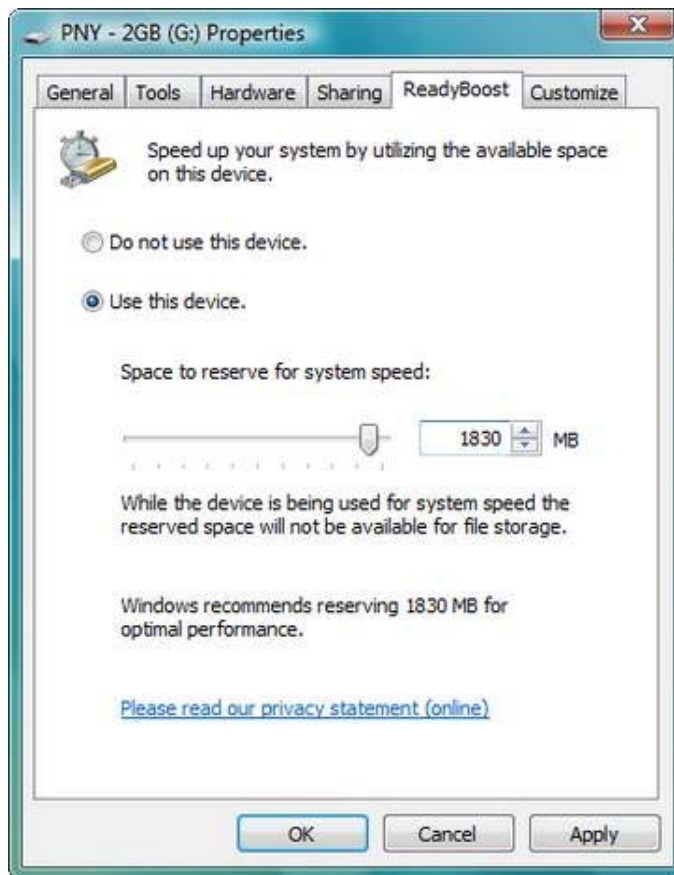 PNY - 2GB (G:) Properties
General Tools Hardware Sharing ReadyBoost Customize
Speed up your system by utilizing the available space
on this device.
Do not use this device.
Use this device.
Space to reserve for system speed:
1830 MB
While the device is being used for system speed the
reserved space will not be available for file storage.
Windows recommends reserving 1830 MB for
optimal performance.
Please read our privacy statement (online)
OK Cancel Apply